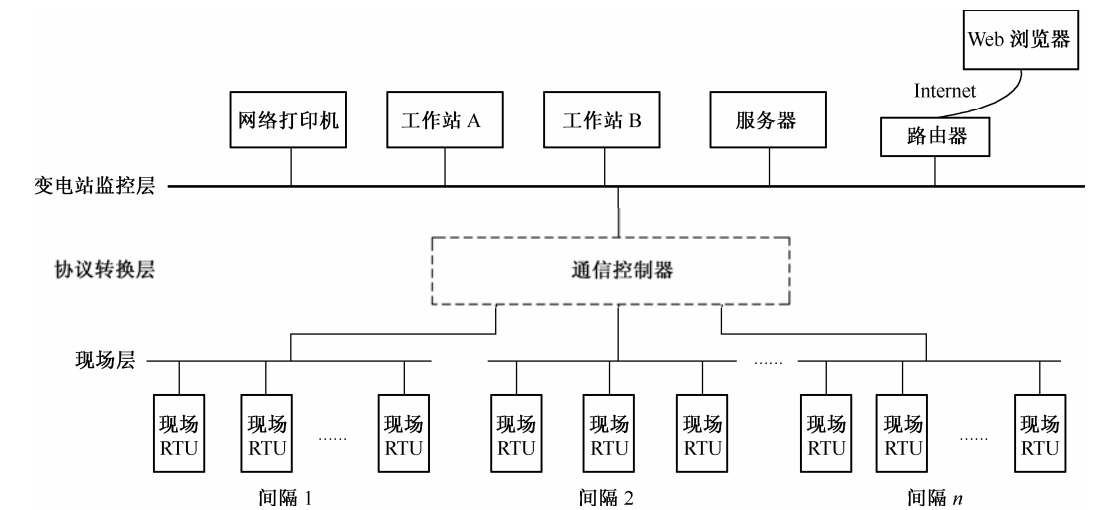 Web 浏览器
Internet
网络打印机
工作站 A
工作站 B
服务器
路由器
变电站监控层
协议转换层
通信控制器
现场层
……
现场
RTU
现场
RTU
……
现场
RTU
现场
RTU
现场
RTU
现场
RTU
现场
RTU
现场
RTU
……
现场
RTU
间隔 1
间隔 2
间隔 n